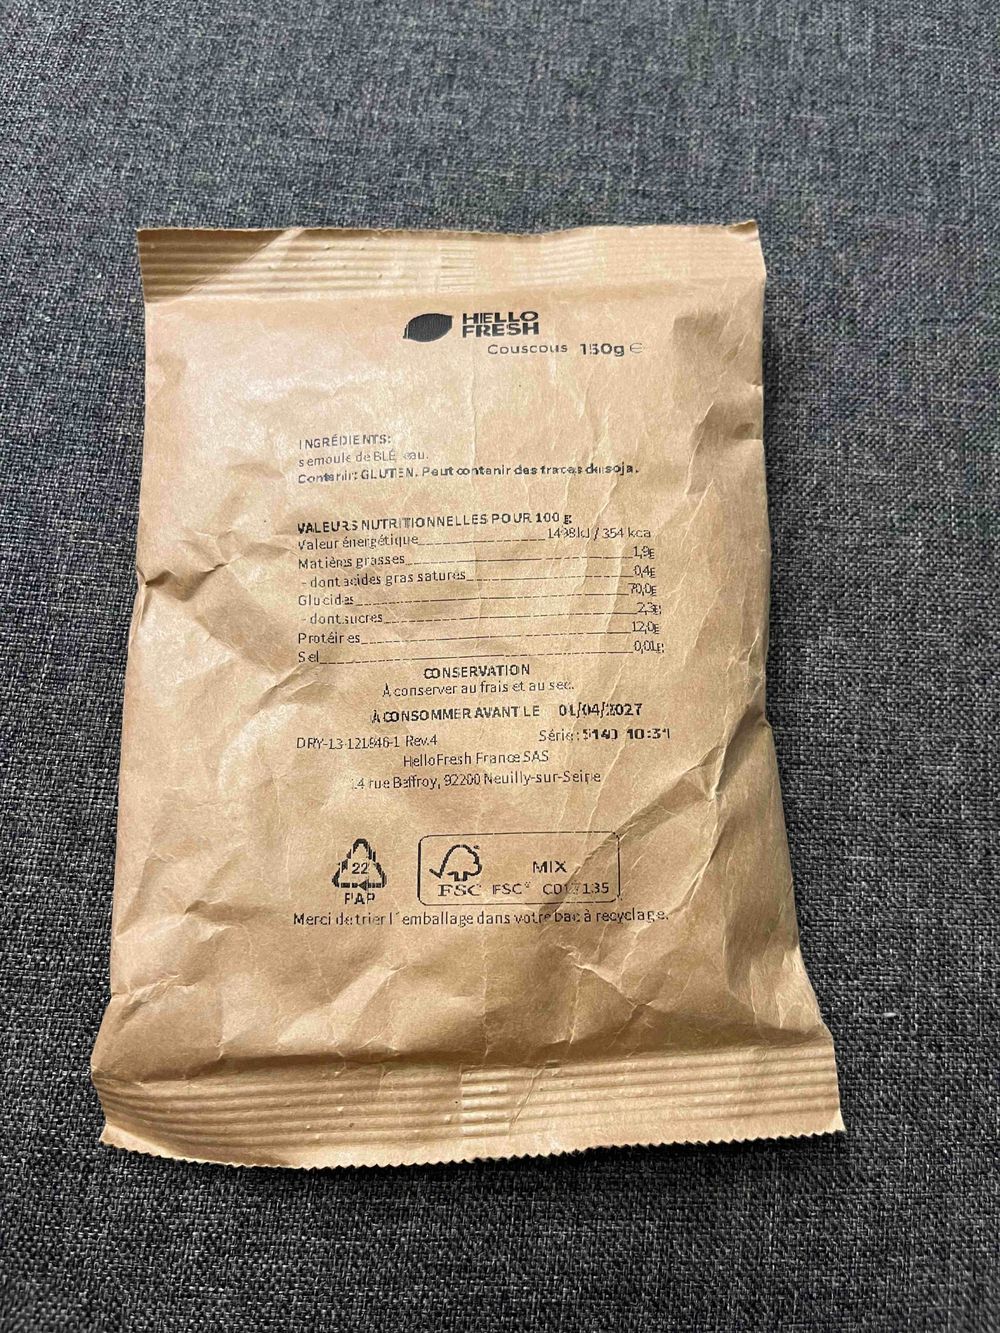 HELLO
FRESH
Couscous 150g ℮
INGRÉDIENTS:
semoule de BLÉ, eau.
Contenir: GLUTEN. Peut contenir des traces de soja.
VALEURS NUTRITIONNELLES POUR 100 g
Valeur énergétique 1498kJ / 354 kca
Matières grasses 1,9g
- dont acides gras saturés 0,4g
Glucides 70,0g
- dont sucres 2,3g
Protéines 12,0g
Sel 0,01g
CONSERVATION
À conserver au frais et au sec.
À CONSOMMER AVANT LE 01/04/2027
DRY-13-121846-1 Rev.4 Série: 5140 10:31
HelloFresh France SAS
14 rue Beffroy, 92200 Neuilly-sur-Seine
22
PAP
FSC
MIX
FSC® C017135
Merci de trier l'emballage dans votre bac à recyclage.